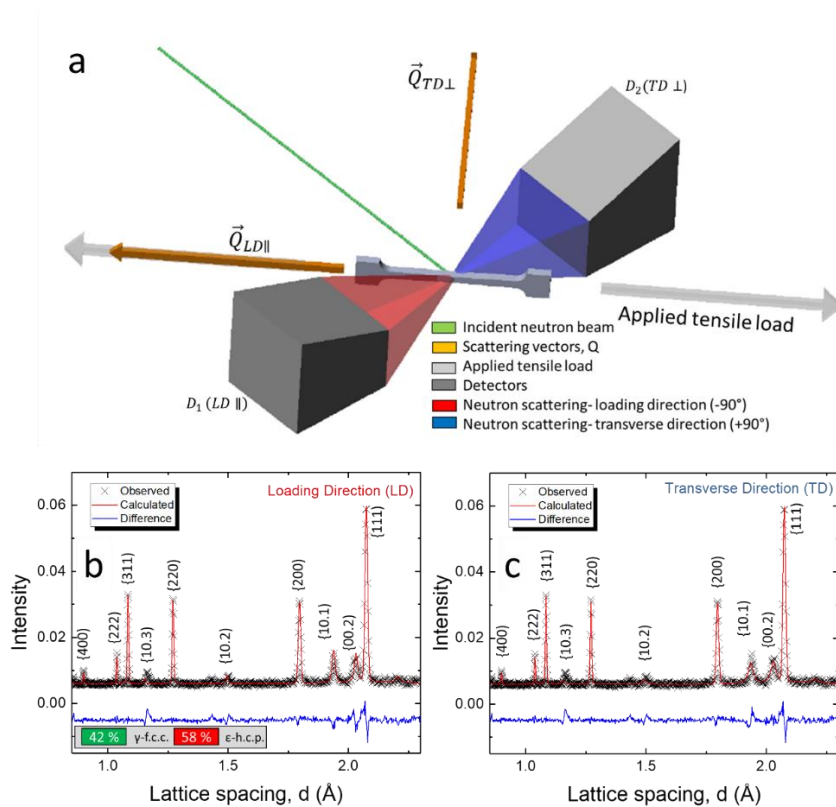 a
Q⃗TD⊥
D2(TD ⊥)
Q⃗LD∥
Applied tensile load
D1 (LD ∥)
Incident neutron beam
Scattering vectors, Q
Applied tensile load
Detectors
Neutron scattering- loading direction (-90°)
Neutron scattering- transverse direction (+90°)
b
Observed
Calculated
Difference
Loading Direction (LD)
{400}
{222}
{311}
{10.3}
{220}
{10.2}
{200}
{10.1}
{00.2}
{111}
0.06
0.04
0.02
0.00
Intensity
42 %
γ-f.c.c.
58 %
ε-h.c.p.
1.0
1.5
2.0
Lattice spacing, d (Å)
c
Observed
Calculated
Difference
Transverse Direction (TD)
{400}
{222}
{311}
{10.3}
{220}
{10.2}
{200}
{10.1}
{00.2}
{111}
0.06
0.04
0.02
0.00
Intensity
1.0
1.5
2.0
Lattice spacing, d (Å)